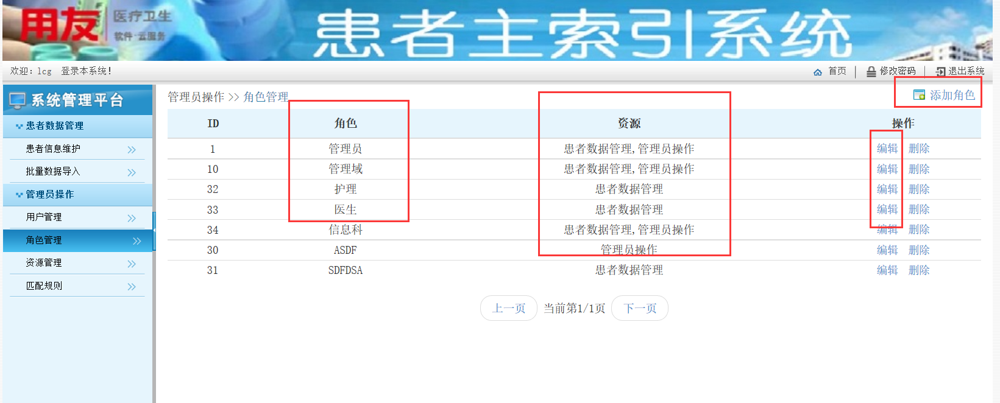 用友 医疗卫生
软件·云服务
患者主索引系统
欢迎：lcg 登录本系统！ 首页 修改密码 退出系统
系统管理平台
患者数据管理
患者信息维护 >>
批量数据导入 >>
管理员操作
用户管理 >>
角色管理 >>
资源管理 >>
匹配规则 >>
管理员操作 >> 角色管理 添加角色
ID 角色 资源 操作
1 管理员 患者数据管理,管理员操作 编辑 删除
10 管理域 患者数据管理,管理员操作 编辑 删除
32 护理 患者数据管理 编辑 删除
33 医生 患者数据管理 编辑 删除
34 信息科 患者数据管理,管理员操作 编辑 删除
30 ASDF 管理员操作 编辑 删除
31 SDFDSA 患者数据管理 编辑 删除
上一页 当前第1/1页 下一页